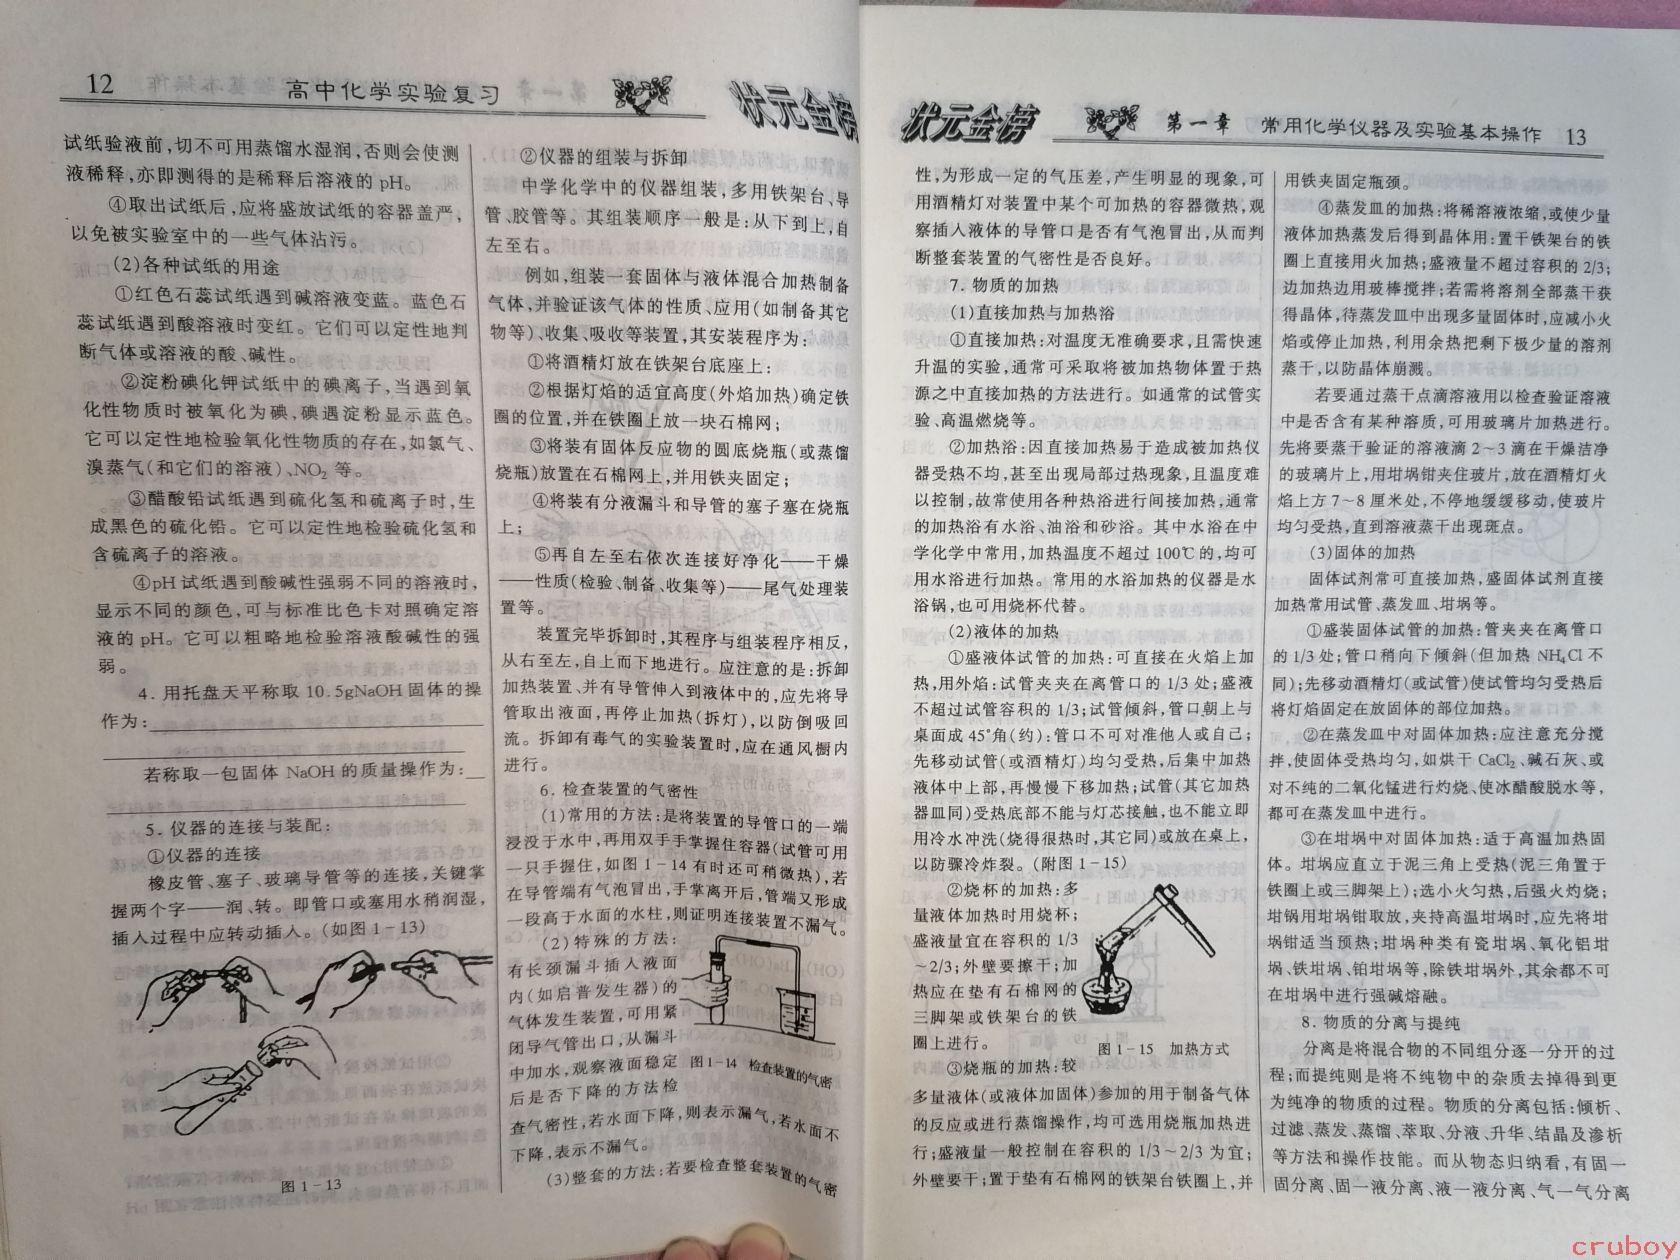 12 高中化学实验复习 状元金榜
试纸验液前,切不可用蒸馏水湿润,否则会使测
液稀释,亦即测得的是稀释后溶液的 pH。
④取出试纸后,应将盛放试纸的容器盖严,
以免被实验室中的一些气体沾污。
(2)各种试纸的用途
①红色石蕊试纸遇到碱溶液变蓝。蓝色石
蕊试纸遇到酸溶液时变红。它们可以定性地判
断气体或溶液的酸、碱性。
②淀粉碘化钾试纸中的碘离子,当遇到氧
化性物质时被氧化为碘,碘遇淀粉显示蓝色。
它可以定性地检验氧化性物质的存在,如氯气、
溴蒸气(和它们的溶液)、NO₂ 等。
③醋酸铅试纸遇到硫化氢和硫离子时,生
成黑色的硫化铅。它可以定性地检验硫化氢和
含硫离子的溶液。
④pH 试纸遇到酸碱性强弱不同的溶液时,
显示不同的颜色,可与标准比色卡对照确定溶
液的 pH。它可以粗略地检验溶液酸碱性的强
弱。
4. 用托盘天平称取 10.5gNaOH 固体的操
作为:
若称取一包固体 NaOH 的质量操作为:
5. 仪器的连接与装配:
①仪器的连接
橡皮管、塞子、玻璃导管等的连接,关键掌
握两个字——润、转。即管口或塞用水稍润湿,
插入过程中应转动插入。(如图 1-13)
图 1-13
②仪器的组装与拆卸
中学化学中的仪器组装,多用铁架台、导
管、胶管等。其组装顺序一般是:从下到上,自
左至右。
例如,组装一套固体与液体混合加热制备
气体,并验证该气体的性质、应用(如制备其它
物等)、收集、吸收等装置,其安装程序为:
①将酒精灯放在铁架台底座上;
②根据灯焰的适宜高度(外焰加热)确定铁
圈的位置,并在铁圈上放一块石棉网;
③将装有固体反应物的圆底烧瓶(或蒸馏
烧瓶)放置在石棉网上,并用铁夹固定;
④将装有分液漏斗和导管的塞子塞在烧瓶
上;
⑤再自左至右依次连接好净化——干燥
——性质(检验、制备、收集等)——尾气处理装
置等。
装置完毕拆卸时,其程序与组装程序相反,
从右至左,自上而下地进行。应注意的是:拆卸
加热装置、并有导管伸入到液体中的,应先将导
管取出液面,再停止加热(拆灯),以防倒吸回
流。拆卸有毒气的实验装置时,应在通风橱内
进行。
6. 检查装置的气密性
(1)常用的方法:是将装置的导管口的一端
浸没于水中,再用双手手掌握住容器(试管可用
一只手握住,如图 1-14 有时还可稍微热),若
在导管端有气泡冒出,手掌离开后,管端又形成
一段高于水面的水柱,则证明连接装置不漏气。
(2)特殊的方法:
有长颈漏斗插入液面
内(如启普发生器)的
气体发生装置,可用紧
闭导气管出口,从漏斗
中加水,观察液面稳定
后是否下降的方法检
图 1-14 检查装置的气密
查气密性,若水面下降,则表示漏气,若水面不
下降,表示不漏气。
(3)整套的方法:若要检查整套装置的气密
状元金榜 第一章 常用化学仪器及实验基本操作 13
性,为形成一定的气压差,产生明显的现象,可
用酒精灯对装置中某个可加热的容器微热,观
察插入液体的导管口是否有气泡冒出,从而判
断整套装置的气密性是否良好。
7. 物质的加热
(1)直接加热与加热浴
①直接加热:对温度无准确要求,且需快速
升温的实验,通常可采取将被加热物体置于热
源之中直接加热的方法进行。如通常的试管实
验、高温燃烧等。
②加热浴:因直接加热易于造成被加热仪
器受热不均,甚至出现局部过热现象,且温度难
以控制,故常使用各种热浴进行间接加热,通常
的加热浴有水浴、油浴和砂浴。其中水浴在中
学化学中常用,加热温度不超过 100℃的,均可
用水浴进行加热。常用的水浴加热的仪器是水
浴锅,也可用烧杯代替。
(2)液体的加热
①盛液体试管的加热:可直接在火焰上加
热,用外焰:试管夹夹在离管口的 1/3 处;盛液
不超过试管容积的 1/3;试管倾斜,管口朝上与
桌面成 45°角(约):管口不可对准他人或自己;
先移动试管(或酒精灯)均匀受热,后集中加热
液体中上部,再慢慢下移加热;试管(其它加热
器皿同)受热底部不能与灯芯接触,也不能立即
用冷水冲洗(烧得很热时,其它同)或放在桌上,
以防骤冷炸裂。(附图 1-15)
②烧杯的加热:多
量液体加热时用烧杯;
盛液量宜在容积的 1/3
~2/3;外壁要擦干;加
热应在垫有石棉网的
三脚架或铁架台的铁
圈上进行。
图 1-15 加热方式
③烧瓶的加热:较
多量液体(或液体加固体)参加的用于制备气体
的反应或进行蒸馏操作,均可选用烧瓶加热进
行;盛液量一般控制在容积的 1/3~2/3 为宜;
外壁要干;置于垫有石棉网的铁架台铁圈上,并
用铁夹固定瓶颈。
④蒸发皿的加热:将稀溶液浓缩,或使少量
液体加热蒸发后得到晶体用:置于铁架台的铁
圈上直接用火加热;盛液量不超过容积的 2/3;
边加热边用玻棒搅拌;若需将溶剂全部蒸干获
得晶体,待蒸发皿中出现多量固体时,应减小火
焰或停止加热,利用余热把剩下极少量的溶剂
蒸干,以防晶体崩溅。
若要通过蒸干点滴溶液用以检查验证溶液
中是否含有某种溶质,可用玻璃片加热进行。
先将要蒸干验证的溶液滴 2~3 滴在干燥洁净
的玻璃片上,用坩埚钳夹住玻片,放在酒精灯火
焰上方 7~8 厘米处,不停地缓缓移动,使玻片
均匀受热,直到溶液蒸干出现斑点。
(3)固体的加热
固体试剂常可直接加热,盛固体试剂直接
加热常用试管、蒸发皿、坩埚等。
①盛装固体试管的加热:管夹夹在离管口
的 1/3 处;管口稍向下倾斜(但加热 NH₄Cl 不
同);先移动酒精灯(或试管)使试管均匀受热后
将灯焰固定在放固体的部位加热。
②在蒸发皿中对固体加热:应注意充分搅
拌,使固体受热均匀,如烘干 CaCl₂、碱石灰、或
对不纯的二氧化锰进行灼烧、使冰醋酸脱水等,
都可在蒸发皿中进行。
③在坩埚中对固体加热:适于高温加热固
体。坩埚应直立于泥三角上受热(泥三角置于
铁圈上或三脚架上);选小火匀热,后强火灼烧;
坩锅用坩埚钳取放,夹持高温坩埚时,应先将坩
埚钳适当预热;坩埚种类有瓷坩埚、氧化铝坩
埚、铁坩埚、铂坩埚等,除铁坩埚外,其余都不可
在坩埚中进行强碱熔融。
8. 物质的分离与提纯
分离是将混合物的不同组分逐一分开的过
程;而提纯则是将不纯物中的杂质去掉得到更
为纯净的物质的过程。物质的分离包括:倾析、
过滤、蒸发、蒸馏、萃取、分液、升华、结晶及渗析
等方法和操作技能。而从物态归纳看,有固一
固分离、固一液分离、液一液分离、气一气分离
cruboy